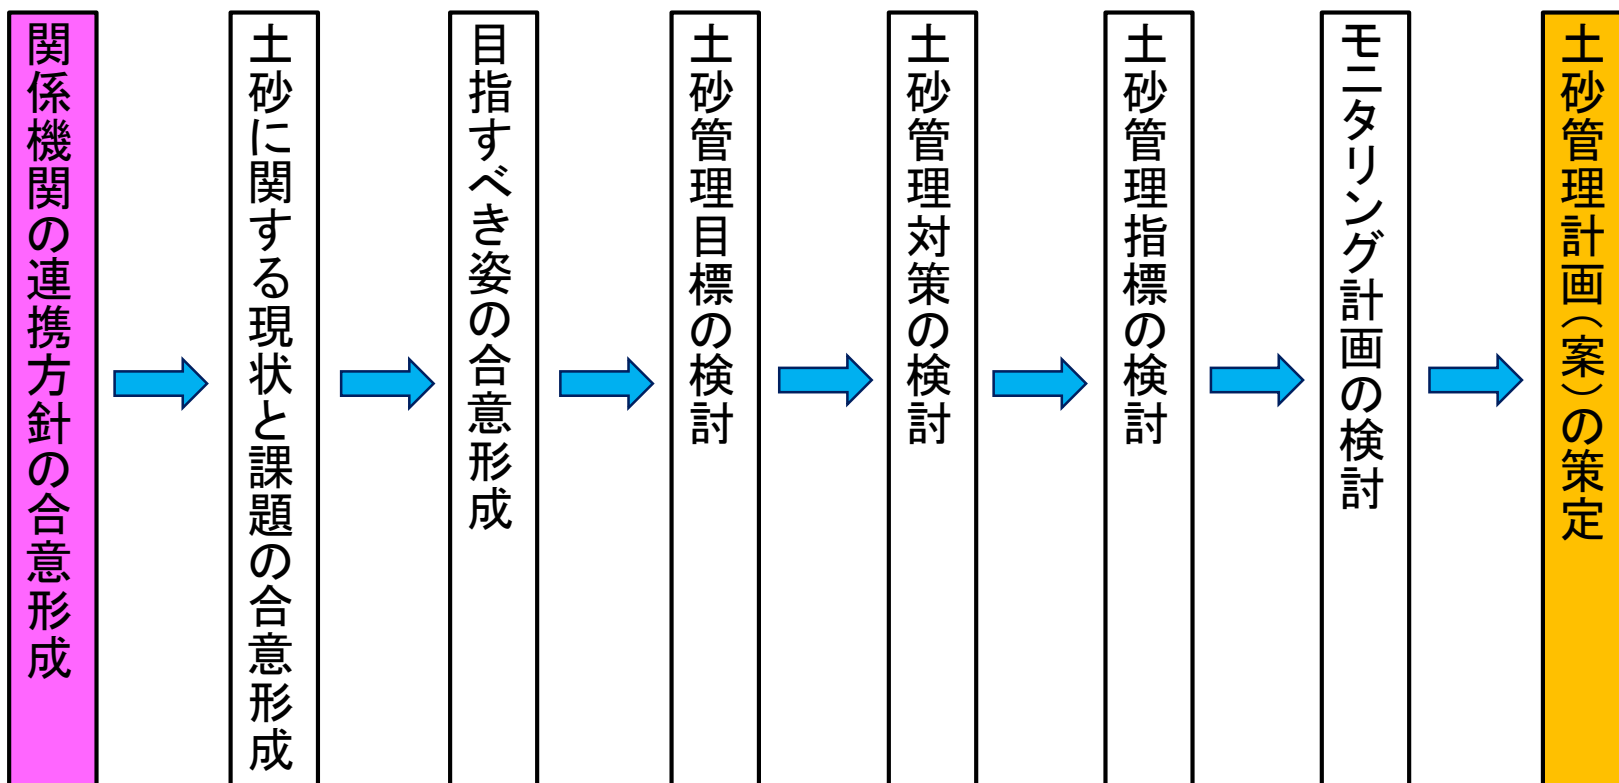 関係機関の連携方針の合意形成
土砂に関する現状と課題の合意形成
目指すべき姿の合意形成
土砂管理目標の検討
土砂管理対策の検討
土砂管理指標の検討
モニタリング計画の検討
土砂管理計画（案）の策定